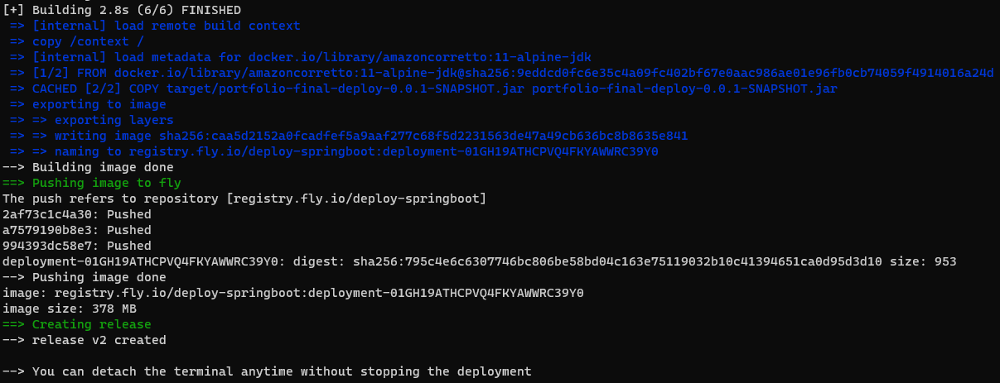 [+] Building 2.8s (6/6) FINISHED
=> [internal] load remote build context
=> copy /context /
=> [internal] load metadata for docker.io/library/amazoncorretto:11-alpine-jdk
=> [1/2] FROM docker.io/library/amazoncorretto:11-alpine-jdk@sha256:9eddcd0fc6e35c4a09fc402bf67e0aac986ae01e96fb0cb74059f4914016a24d
=> CACHED [2/2] COPY target/portfolio-final-deploy-0.0.1-SNAPSHOT.jar portfolio-final-deploy-0.0.1-SNAPSHOT.jar
=> exporting to image
=> => exporting layers
=> => writing image sha256:caa5d2152a0fcadfef5a9aaf277c68f5d2231563de47a49cb636bc8b8635e841
=> => naming to registry.fly.io/deploy-springboot:deployment-01GH19ATHCPVQ4FKYAWWRC39Y0
--> Building image done
==> Pushing image to fly
The push refers to repository [registry.fly.io/deploy-springboot]
2af73c1c4a30: Pushed
a7579190b8e3: Pushed
994393dc58e7: Pushed
deployment-01GH19ATHCPVQ4FKYAWWRC39Y0: digest: sha256:795c4e6c6307746bc806be58bd04c163e75119032b10c41394651ca0d95d3d10 size: 953
--> Pushing image done
image: registry.fly.io/deploy-springboot:deployment-01GH19ATHCPVQ4FKYAWWRC39Y0
image size: 378 MB
==> Creating release
--> release v2 created
--> You can detach the terminal anytime without stopping the deployment